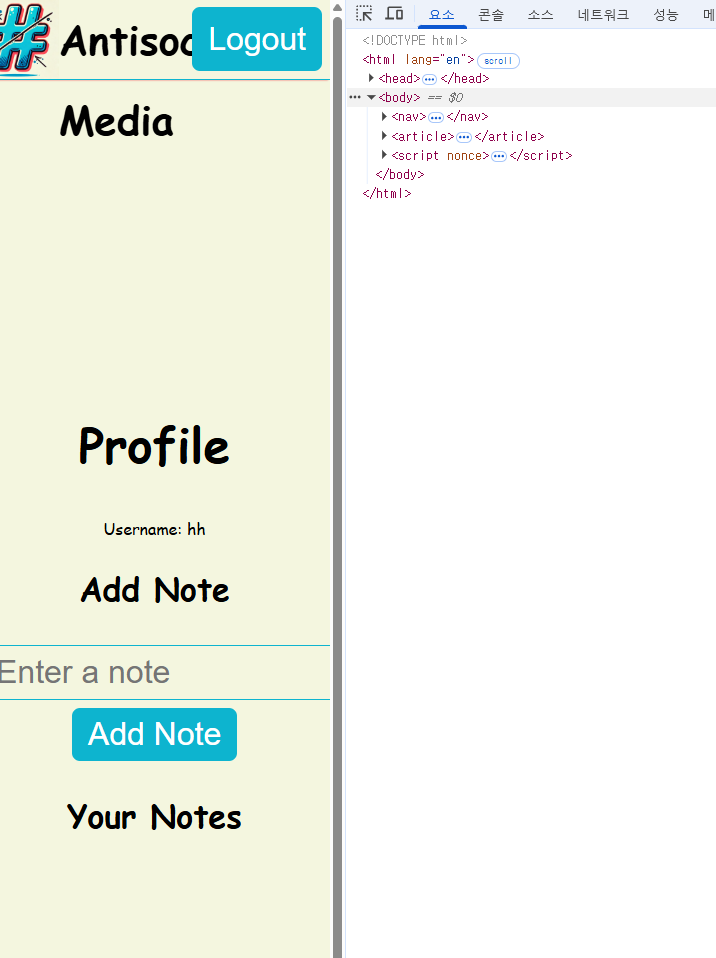 Antisoc
Logout
Media
Profile
Username: hh
Add Note
Enter a note
Add Note
Your Notes
요소 콘솔 소스 네트워크 성능 메
<!DOCTYPE html>
<html lang="en"> scroll
<head> ••• </head>
••• <body> == $0
<nav> ••• </nav>
<article> ••• </article>
<script nonce> ••• </script>
</body>
</html>